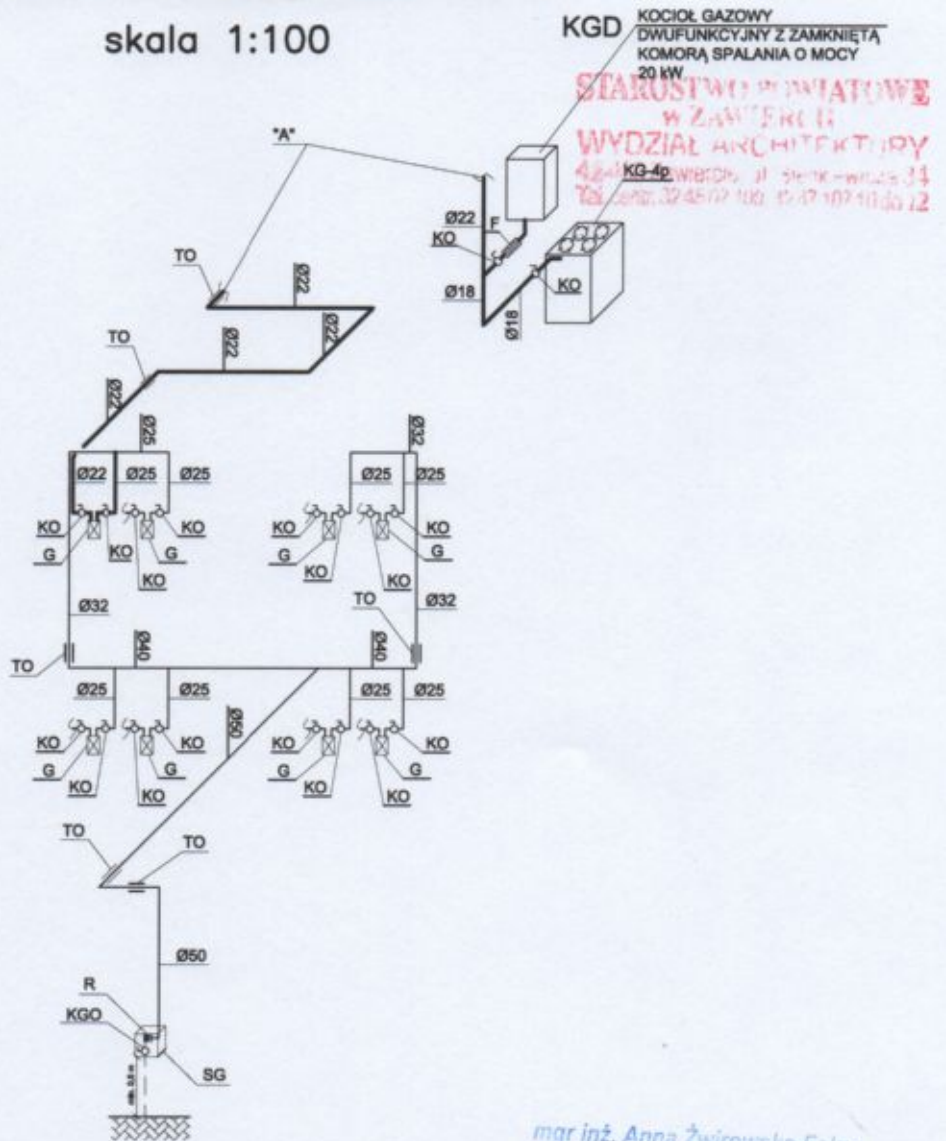 skala 1:100
KGD
KOCIOŁ GAZOWY
DWUFUNKCYJNY Z ZAMKNIĘTĄ
KOMORĄ SPALANIA O MOCY
20 kW
STAROSTWO POWIATOWE
W ZAWIERCIU
WYDZIAŁ ARCHITEKTURY
"A"
KG-4p
Ø22 F
KO
TO
Ø22
Ø18
KO
Ø18
TO
Ø22
Ø22
Ø22
Ø25
Ø32
Ø22 Ø25 Ø25
Ø25 Ø25
KO KO KO KO
G KO G G KO G
KO KO KO
Ø32
TO
Ø32
Ø40
Ø40
TO
Ø25 Ø25 Ø25 Ø25
Ø50
KO KO KO KO
G G G G
KO KO KO KO
TO
TO
Ø50
R
KGO
SG
mgr inż. Anna